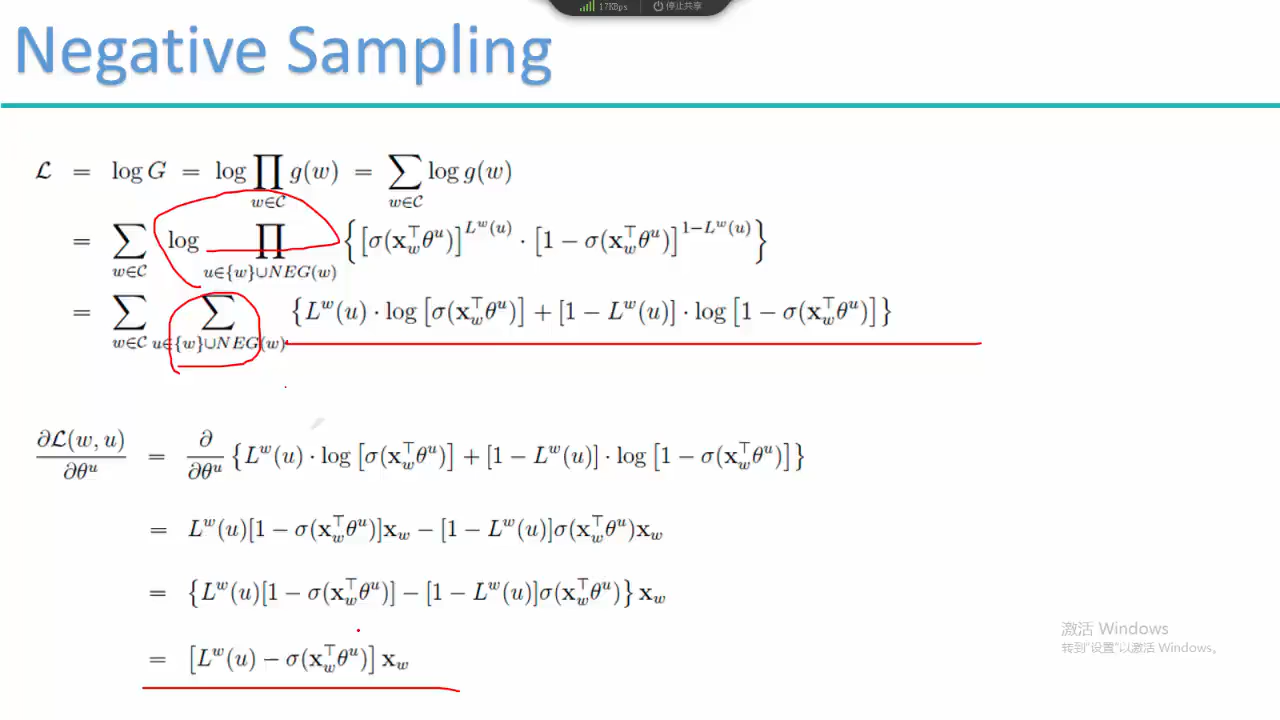 17KBps 停止共享
Negative Sampling
𝓛 = log G = log ∏_{w∈𝒞} g(w) = ∑_{w∈𝒞} log g(w)
= ∑_{w∈𝒞} log ∏_{u∈{w}∪NEG(w)} {[σ(x_w^⊤θ^u)]^{L^w(u)} · [1 − σ(x_w^⊤θ^u)]^{1−L^w(u)}}
= ∑_{w∈𝒞} ∑_{u∈{w}∪NEG(w)} {L^w(u) · log [σ(x_w^⊤θ^u)] + [1 − L^w(u)] · log [1 − σ(x_w^⊤θ^u)]}
∂𝓛(w, u)/∂θ^u = ∂/∂θ^u {L^w(u) · log [σ(x_w^⊤θ^u)] + [1 − L^w(u)] · log [1 − σ(x_w^⊤θ^u)]}
= L^w(u)[1 − σ(x_w^⊤θ^u)]x_w − [1 − L^w(u)]σ(x_w^⊤θ^u)x_w
= {L^w(u)[1 − σ(x_w^⊤θ^u)] − [1 − L^w(u)]σ(x_w^⊤θ^u)} x_w
= [L^w(u) − σ(x_w^⊤θ^u)] x_w
激活 Windows
转到"设置"以激活 Windows。